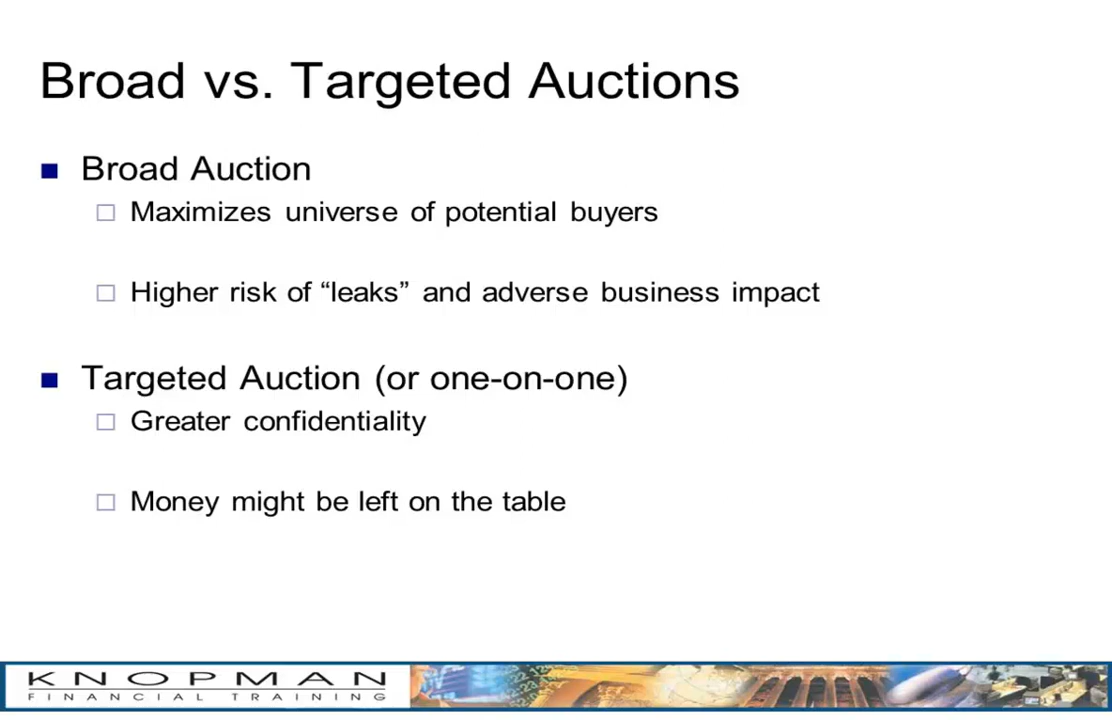 Broad vs. Targeted Auctions
Broad Auction
Maximizes universe of potential buyers
Higher risk of “leaks” and adverse business impact
Targeted Auction (or one-on-one)
Greater confidentiality
Money might be left on the table
KNOPMAN
FINANCIAL TRAINING